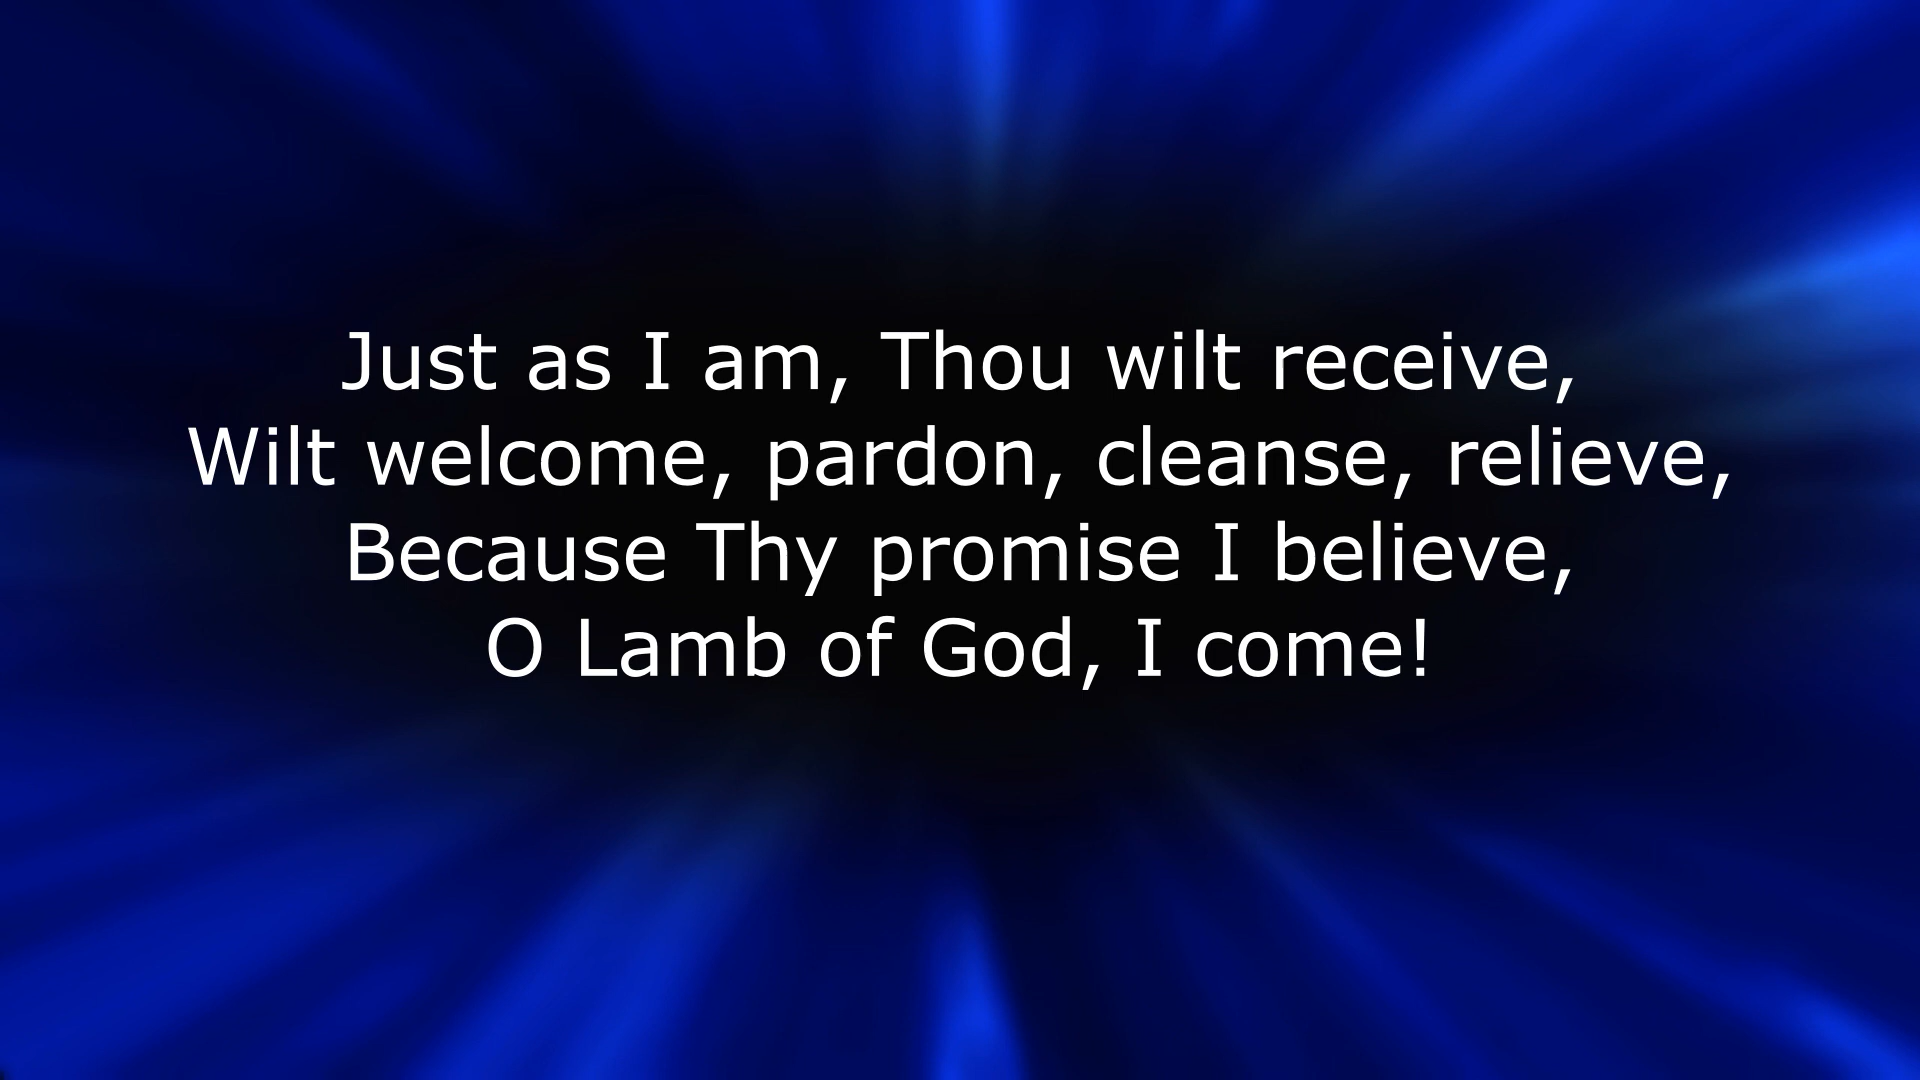 Just as I am, Thou wilt receive,
Wilt welcome, pardon, cleanse, relieve,
Because Thy promise I believe,
O Lamb of God, I come!